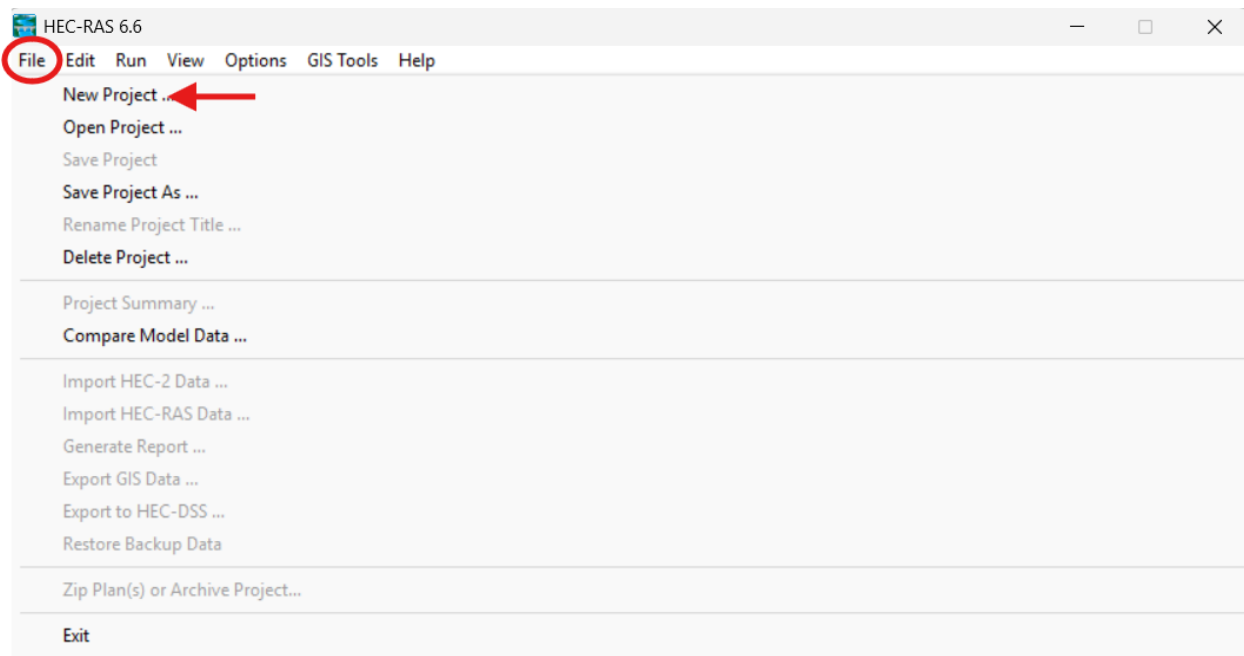 HEC-RAS 6.6
File Edit Run View Options GIS Tools Help
New Project ...
Open Project ...
Save Project
Save Project As ...
Rename Project Title ...
Delete Project ...
Project Summary ...
Compare Model Data ...
Import HEC-2 Data ...
Import HEC-RAS Data ...
Generate Report ...
Export GIS Data ...
Export to HEC-DSS ...
Restore Backup Data
Zip Plan(s) or Archive Project...
Exit